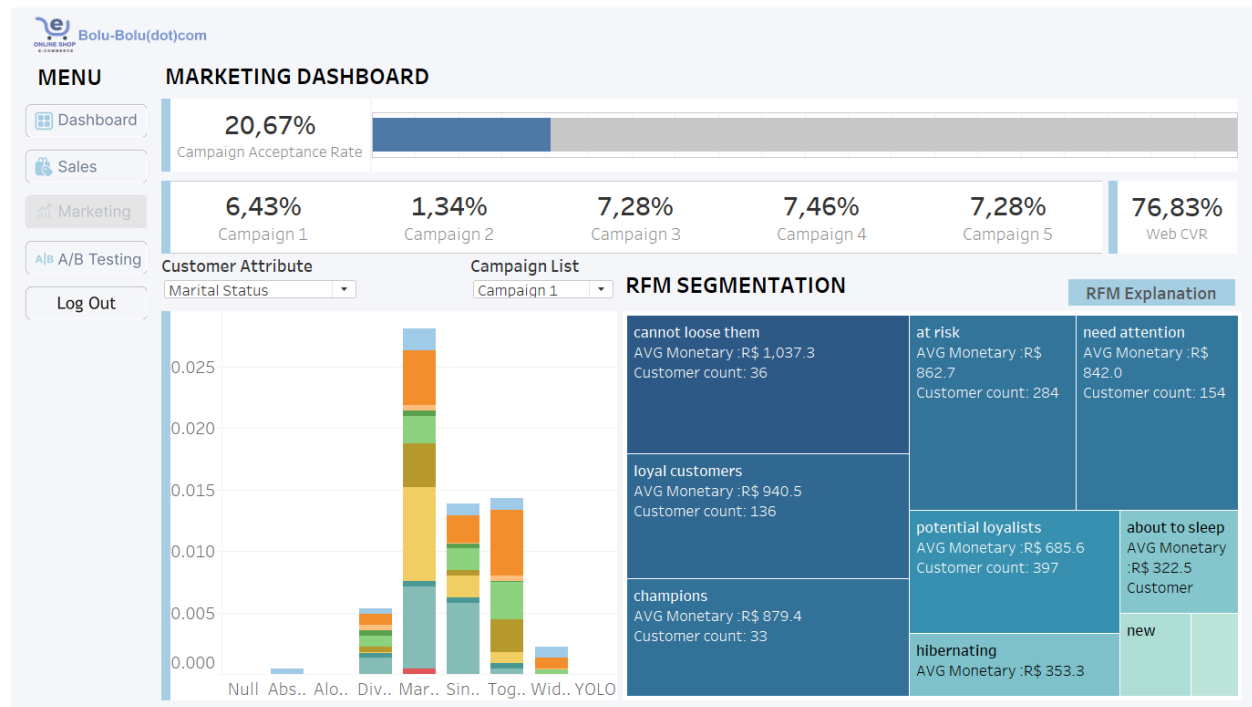 e
ONLINE SHOP
E-COMMERCE
Bolu-Bolu(dot)com
MENU
Dashboard
Sales
Marketing
A|B A/B Testing
Log Out
MARKETING DASHBOARD
20,67%
Campaign Acceptance Rate
6,43%
Campaign 1
1,34%
Campaign 2
7,28%
Campaign 3
7,46%
Campaign 4
7,28%
Campaign 5
76,83%
Web CVR
Customer Attribute
Marital Status
Campaign List
Campaign 1
0.025
0.020
0.015
0.010
0.005
0.000
Null Abs.. Alo.. Div.. Mar.. Sin.. Tog.. Wid.. YOLO
RFM SEGMENTATION
RFM Explanation
cannot loose them
AVG Monetary :R$ 1,037.3
Customer count: 36
loyal customers
AVG Monetary :R$ 940.5
Customer count: 136
champions
AVG Monetary :R$ 879.4
Customer count: 33
at risk
AVG Monetary :R$
862.7
Customer count: 284
need attention
AVG Monetary :R$
842.0
Customer count: 154
potential loyalists
AVG Monetary :R$ 685.6
Customer count: 397
about to sleep
AVG Monetary
:R$ 322.5
Customer
hibernating
AVG Monetary :R$ 353.3
new